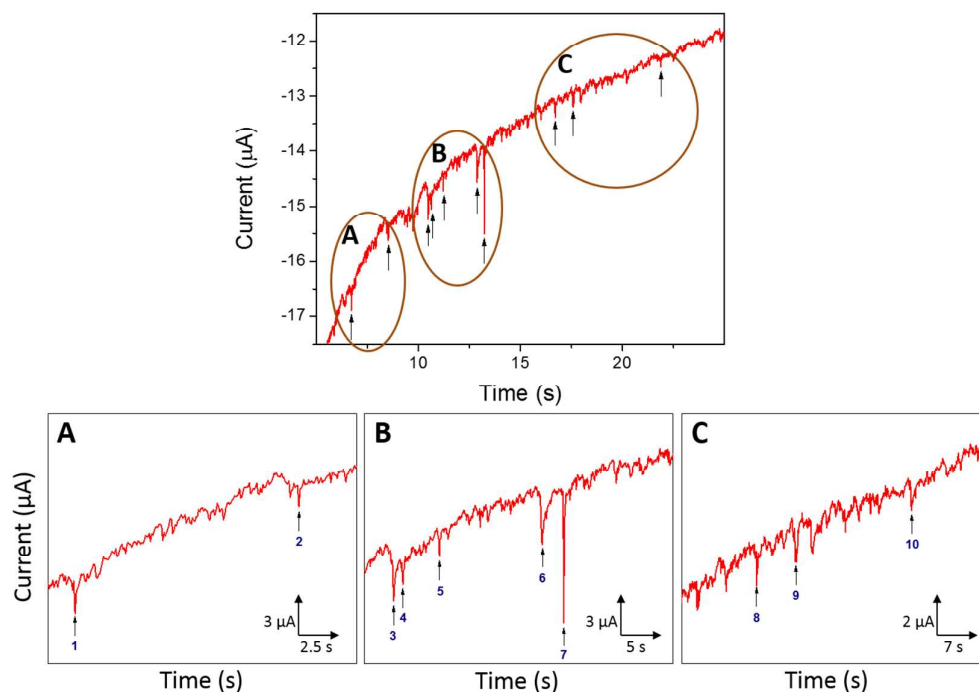 -12
-13
-14
-15
-16
-17
Current (µA)
A
B
C
10
15
20
Time (s)
A
B
C
Current (µA)
1
2
3 µA
2.5 s
3
4
5
6
7
3 µA
5 s
8
9
10
2 µA
7 s
Time (s)
Time (s)
Time (s)